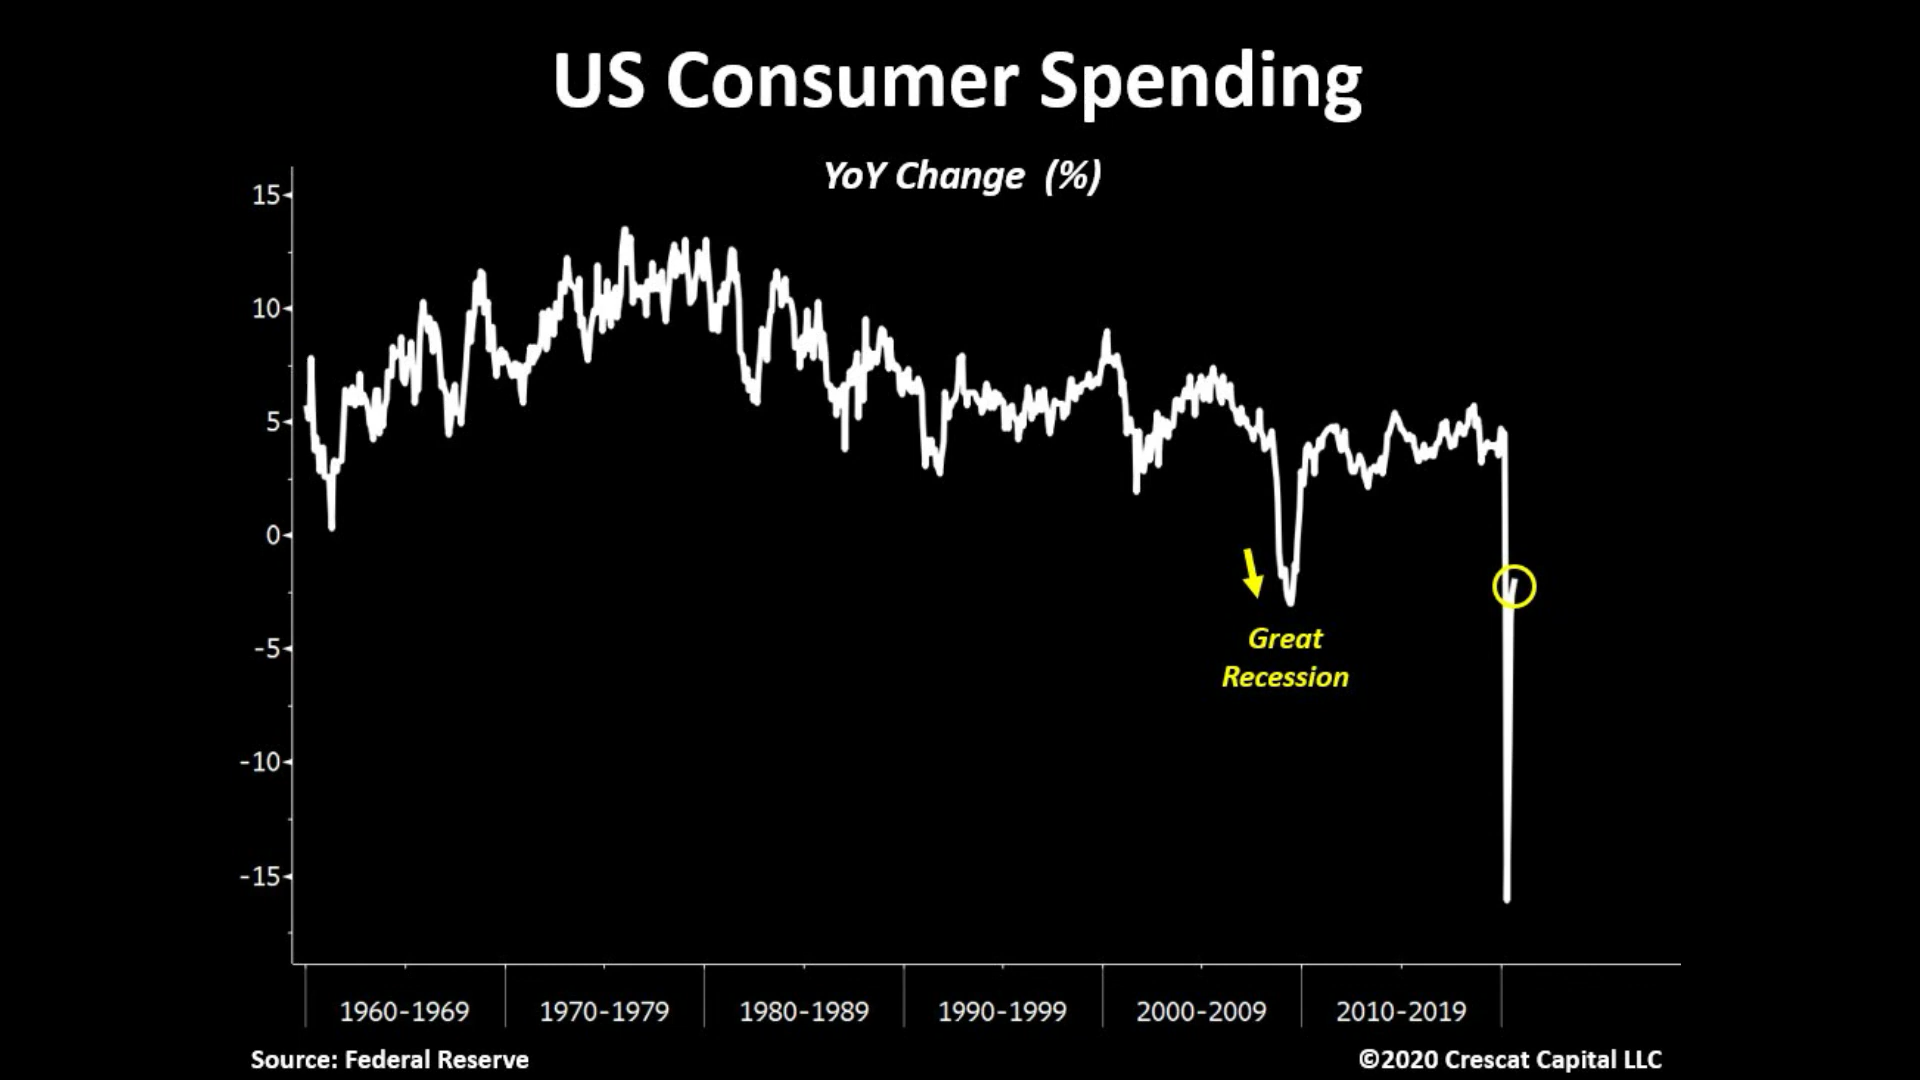 US Consumer Spending
YoY Change (%)
15
10
5
0
-5
-10
-15
Great
Recession
1960-1969 1970-1979 1980-1989 1990-1999 2000-2009 2010-2019
Source: Federal Reserve ©2020 Crescat Capital LLC